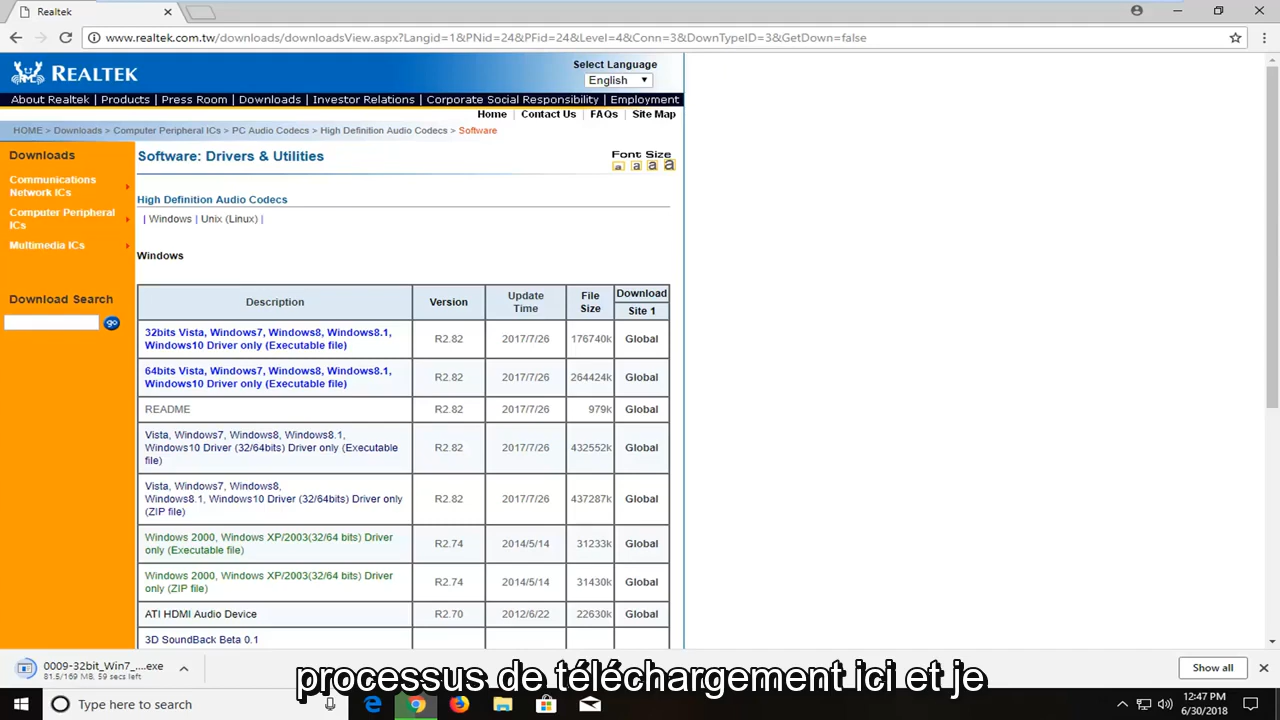 Realtek
www.realtek.com.tw/downloads/downloadsView.aspx?Langid=1&PNid=24&PFid=24&Level=4&Conn=3&DownTypeID=3&GetDown=false
REALTEK
Select Language
English
About Realtek | Products | Press Room | Downloads | Investor Relations | Corporate Social Responsibility | Employment
Home | Contact Us | FAQs | Site Map
HOME > Downloads > Computer Peripheral ICs > PC Audio Codecs > High Definition Audio Codecs > Software
Downloads
Communications
Network ICs
Computer Peripheral
ICs
Multimedia ICs
Download Search
go
Software: Drivers & Utilities
Font Size
a a a a
High Definition Audio Codecs
| Windows | Unix (Linux) |
Windows
Description Version Update Time File Size Download Site 1
32bits Vista, Windows7, Windows8, Windows8.1,
Windows10 Driver only (Executable file) R2.82 2017/7/26 176740k Global
64bits Vista, Windows7, Windows8, Windows8.1,
Windows10 Driver only (Executable file) R2.82 2017/7/26 264424k Global
README R2.82 2017/7/26 979k Global
Vista, Windows7, Windows8, Windows8.1,
Windows10 Driver (32/64bits) Driver only (Executable
file) R2.82 2017/7/26 432552k Global
Vista, Windows7, Windows8,
Windows8.1, Windows10 Driver (32/64bits) Driver only
(ZIP file) R2.82 2017/7/26 437287k Global
Windows 2000, Windows XP/2003(32/64 bits) Driver
only (Executable file) R2.74 2014/5/14 31233k Global
Windows 2000, Windows XP/2003(32/64 bits) Driver
only (ZIP file) R2.74 2014/5/14 31430k Global
ATI HDMI Audio Device R2.70 2012/6/22 22630k Global
3D SoundBack Beta 0.1
0009-32bit_Win7_....exe
81.5/169 MB, 59 secs left
Show all
processus de téléchargement ici et je
Type here to search
12:47 PM
6/30/2018